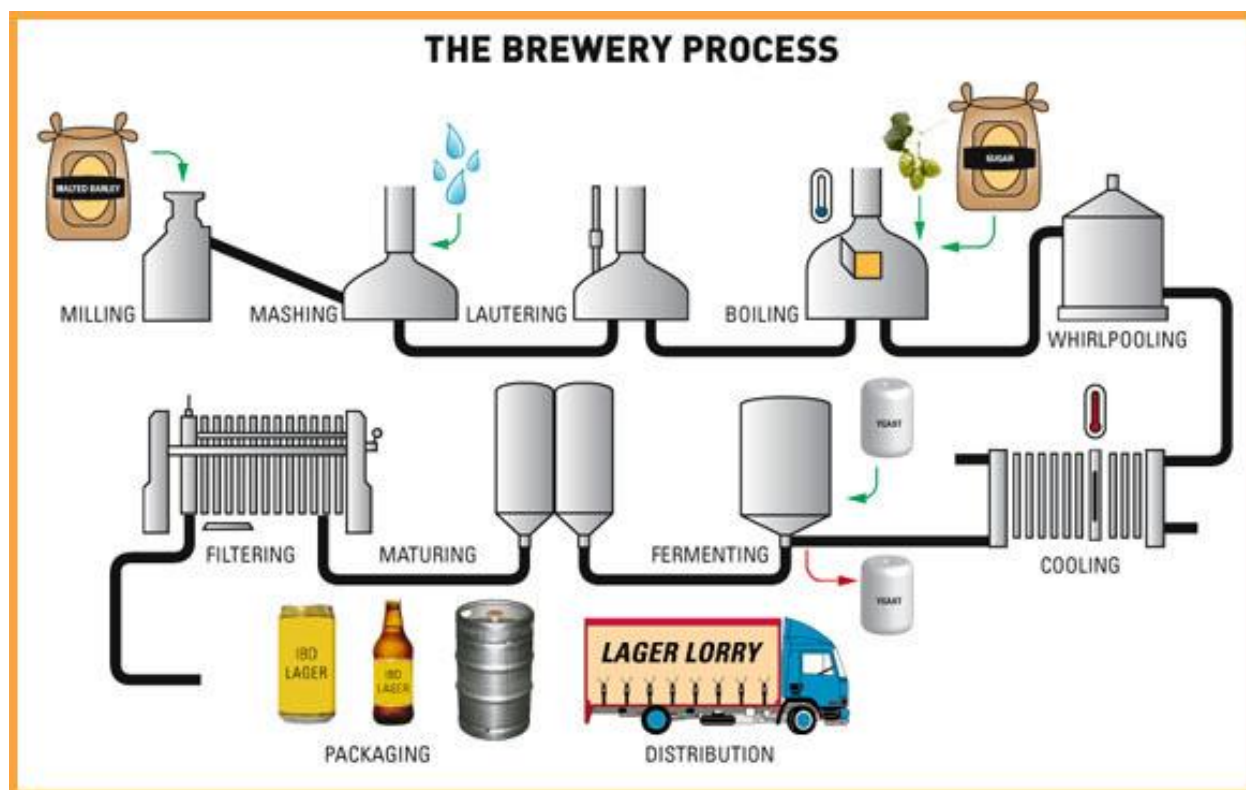 THE BREWERY PROCESS
MALTED BARLEY
SUGAR
MILLING
MASHING
LAUTERING
BOILING
WHIRLPOOLING
YEAST
FILTERING
MATURING
FERMENTING
COOLING
YEAST
IBD
LAGER
IBD
LAGER
LAGER LORRY
PACKAGING
DISTRIBUTION